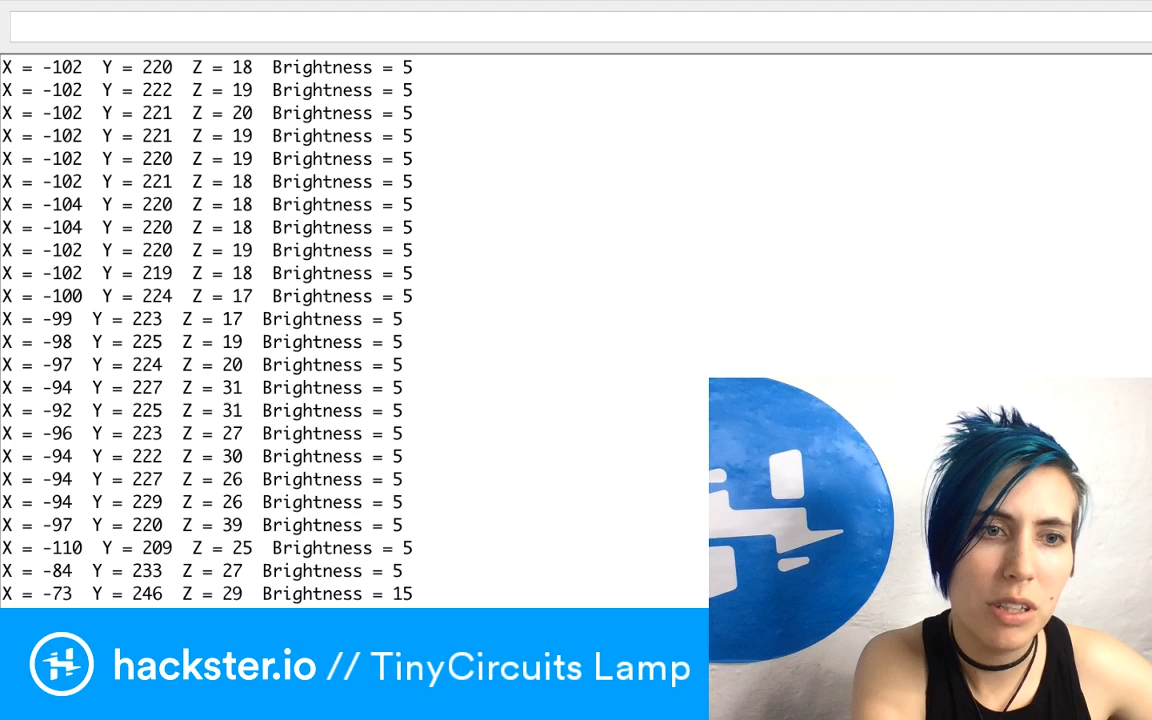 X = -102  Y = 220  Z = 18  Brightness = 5
X = -102  Y = 222  Z = 19  Brightness = 5
X = -102  Y = 221  Z = 20  Brightness = 5
X = -102  Y = 221  Z = 19  Brightness = 5
X = -102  Y = 220  Z = 19  Brightness = 5
X = -102  Y = 221  Z = 18  Brightness = 5
X = -104  Y = 220  Z = 18  Brightness = 5
X = -104  Y = 220  Z = 18  Brightness = 5
X = -102  Y = 220  Z = 19  Brightness = 5
X = -102  Y = 219  Z = 18  Brightness = 5
X = -100  Y = 224  Z = 17  Brightness = 5
X = -99  Y = 223  Z = 17  Brightness = 5
X = -98  Y = 225  Z = 19  Brightness = 5
X = -97  Y = 224  Z = 20  Brightness = 5
X = -94  Y = 227  Z = 31  Brightness = 5
X = -92  Y = 225  Z = 31  Brightness = 5
X = -96  Y = 223  Z = 27  Brightness = 5
X = -94  Y = 222  Z = 30  Brightness = 5
X = -94  Y = 227  Z = 26  Brightness = 5
X = -94  Y = 229  Z = 26  Brightness = 5
X = -97  Y = 220  Z = 39  Brightness = 5
X = -110  Y = 209  Z = 25  Brightness = 5
X = -84  Y = 233  Z = 27  Brightness = 5
X = -73  Y = 246  Z = 29  Brightness = 15
hackster.io // TinyCircuits Lamp